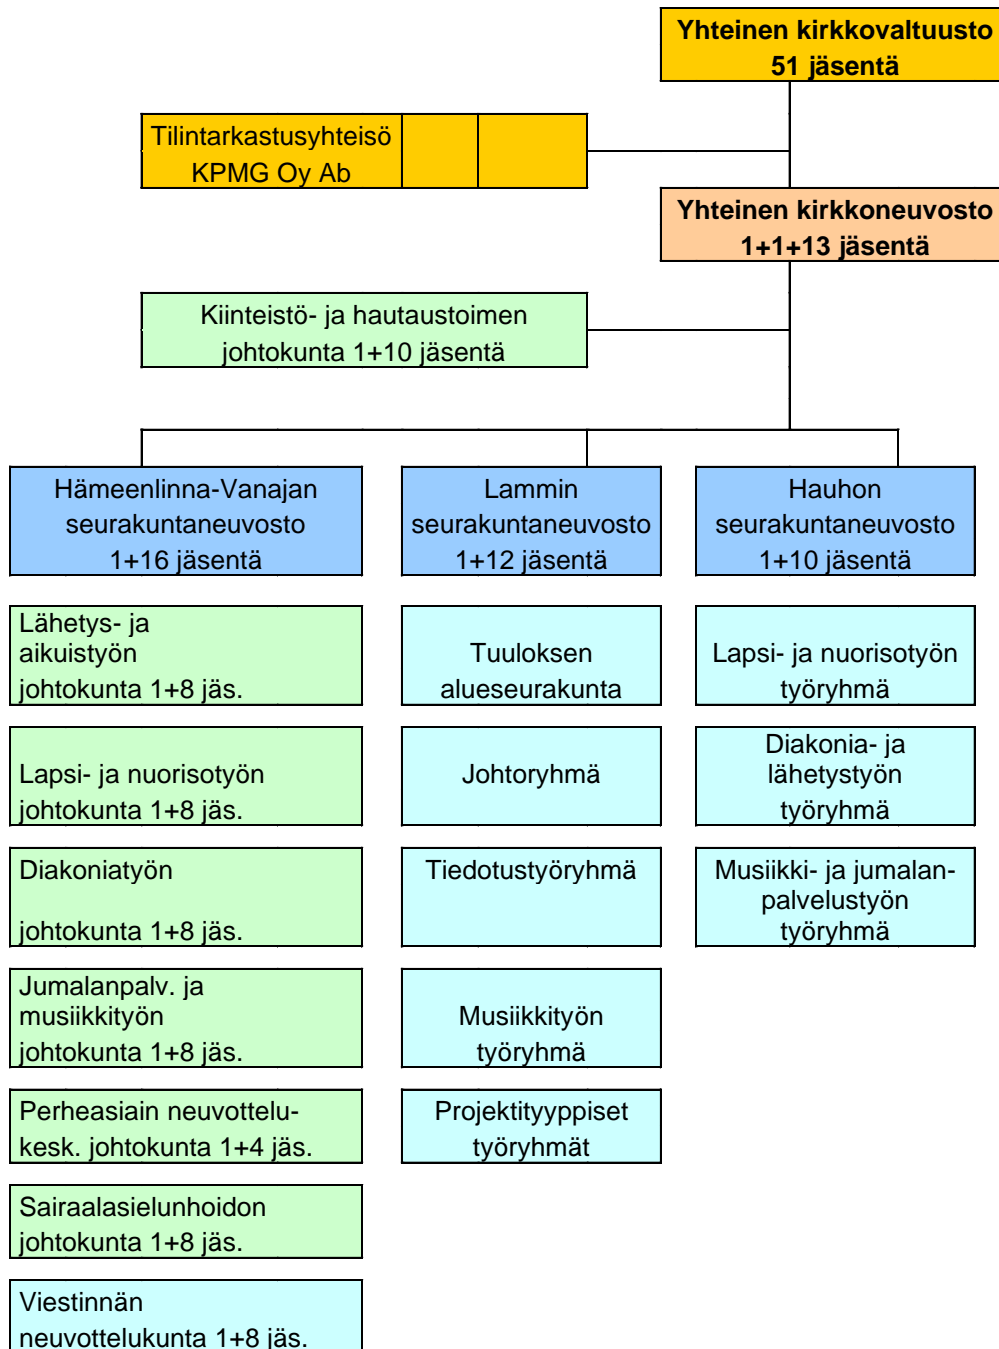 Yhteinen kirkkovaltuusto
51 jäsentä
Tilintarkastusyhteisö
KPMG Oy Ab
Yhteinen kirkkoneuvosto
1+1+13 jäsentä
Kiinteistö- ja hautaustoimen
johtokunta 1+10 jäsentä
Hämeenlinna-Vanajan
seurakuntaneuvosto
1+16 jäsentä
Lammin
seurakuntaneuvosto
1+12 jäsentä
Hauhon
seurakuntaneuvosto
1+10 jäsentä
Lähetys- ja
aikuistyön
johtokunta 1+8 jäs.
Tuuloksen
alueseurakunta
Lapsi- ja nuorisotyön
työryhmä
Lapsi- ja nuorisotyön
johtokunta 1+8 jäs.
Johtoryhmä
Diakonia- ja
lähetystyön
työryhmä
Diakoniatyön
johtokunta 1+8 jäs.
Tiedotustyöryhmä
Musiikki- ja jumalan-
palvelustyön
työryhmä
Jumalanpalv. ja
musiikkityön
johtokunta 1+8 jäs.
Musiikkityön
työryhmä
Perheasiain neuvottelu-
kesk. johtokunta 1+4 jäs.
Projektityyppiset
työryhmät
Sairaalasielunhoidon
johtokunta 1+8 jäs.
Viestinnän
neuvottelukunta 1+8 jäs.